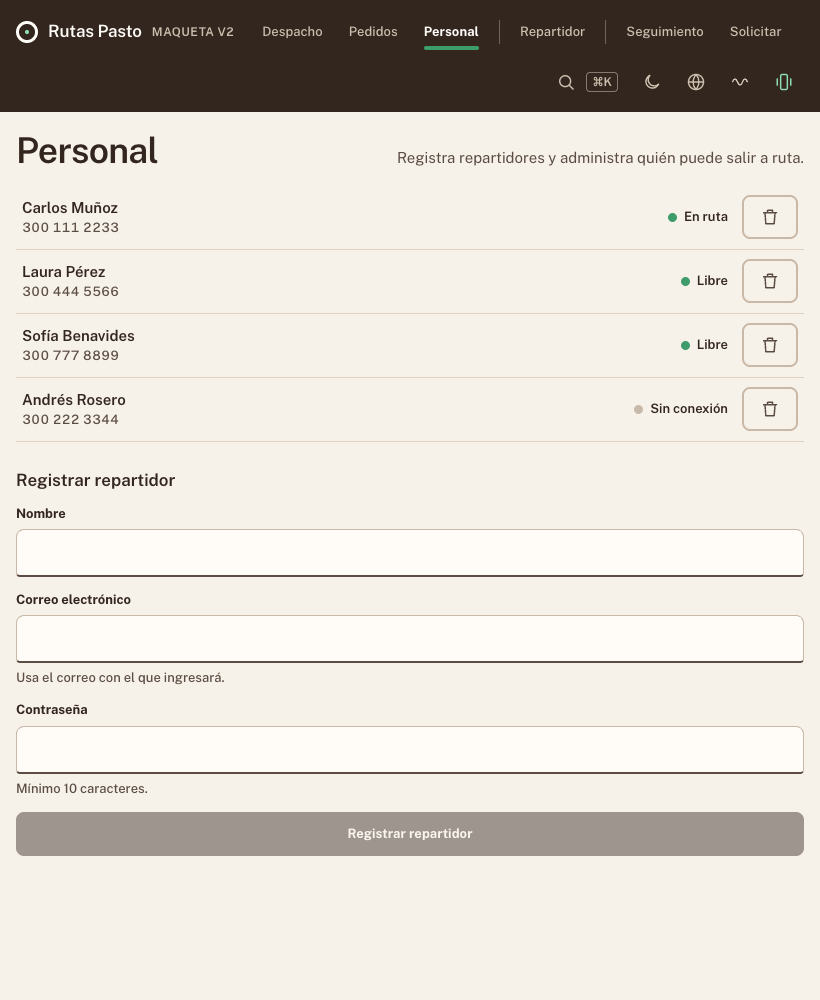 Rutas Pasto MAQUETA V2 Despacho Pedidos Personal Repartidor Seguimiento Solicitar
⌘K
Personal
Registra repartidores y administra quién puede salir a ruta.
Carlos Muñoz
300 111 2233
En ruta
Laura Pérez
300 444 5566
Libre
Sofía Benavides
300 777 8899
Libre
Andrés Rosero
300 222 3344
Sin conexión
Registrar repartidor
Nombre
Correo electrónico
Usa el correo con el que ingresará.
Contraseña
Mínimo 10 caracteres.
Registrar repartidor